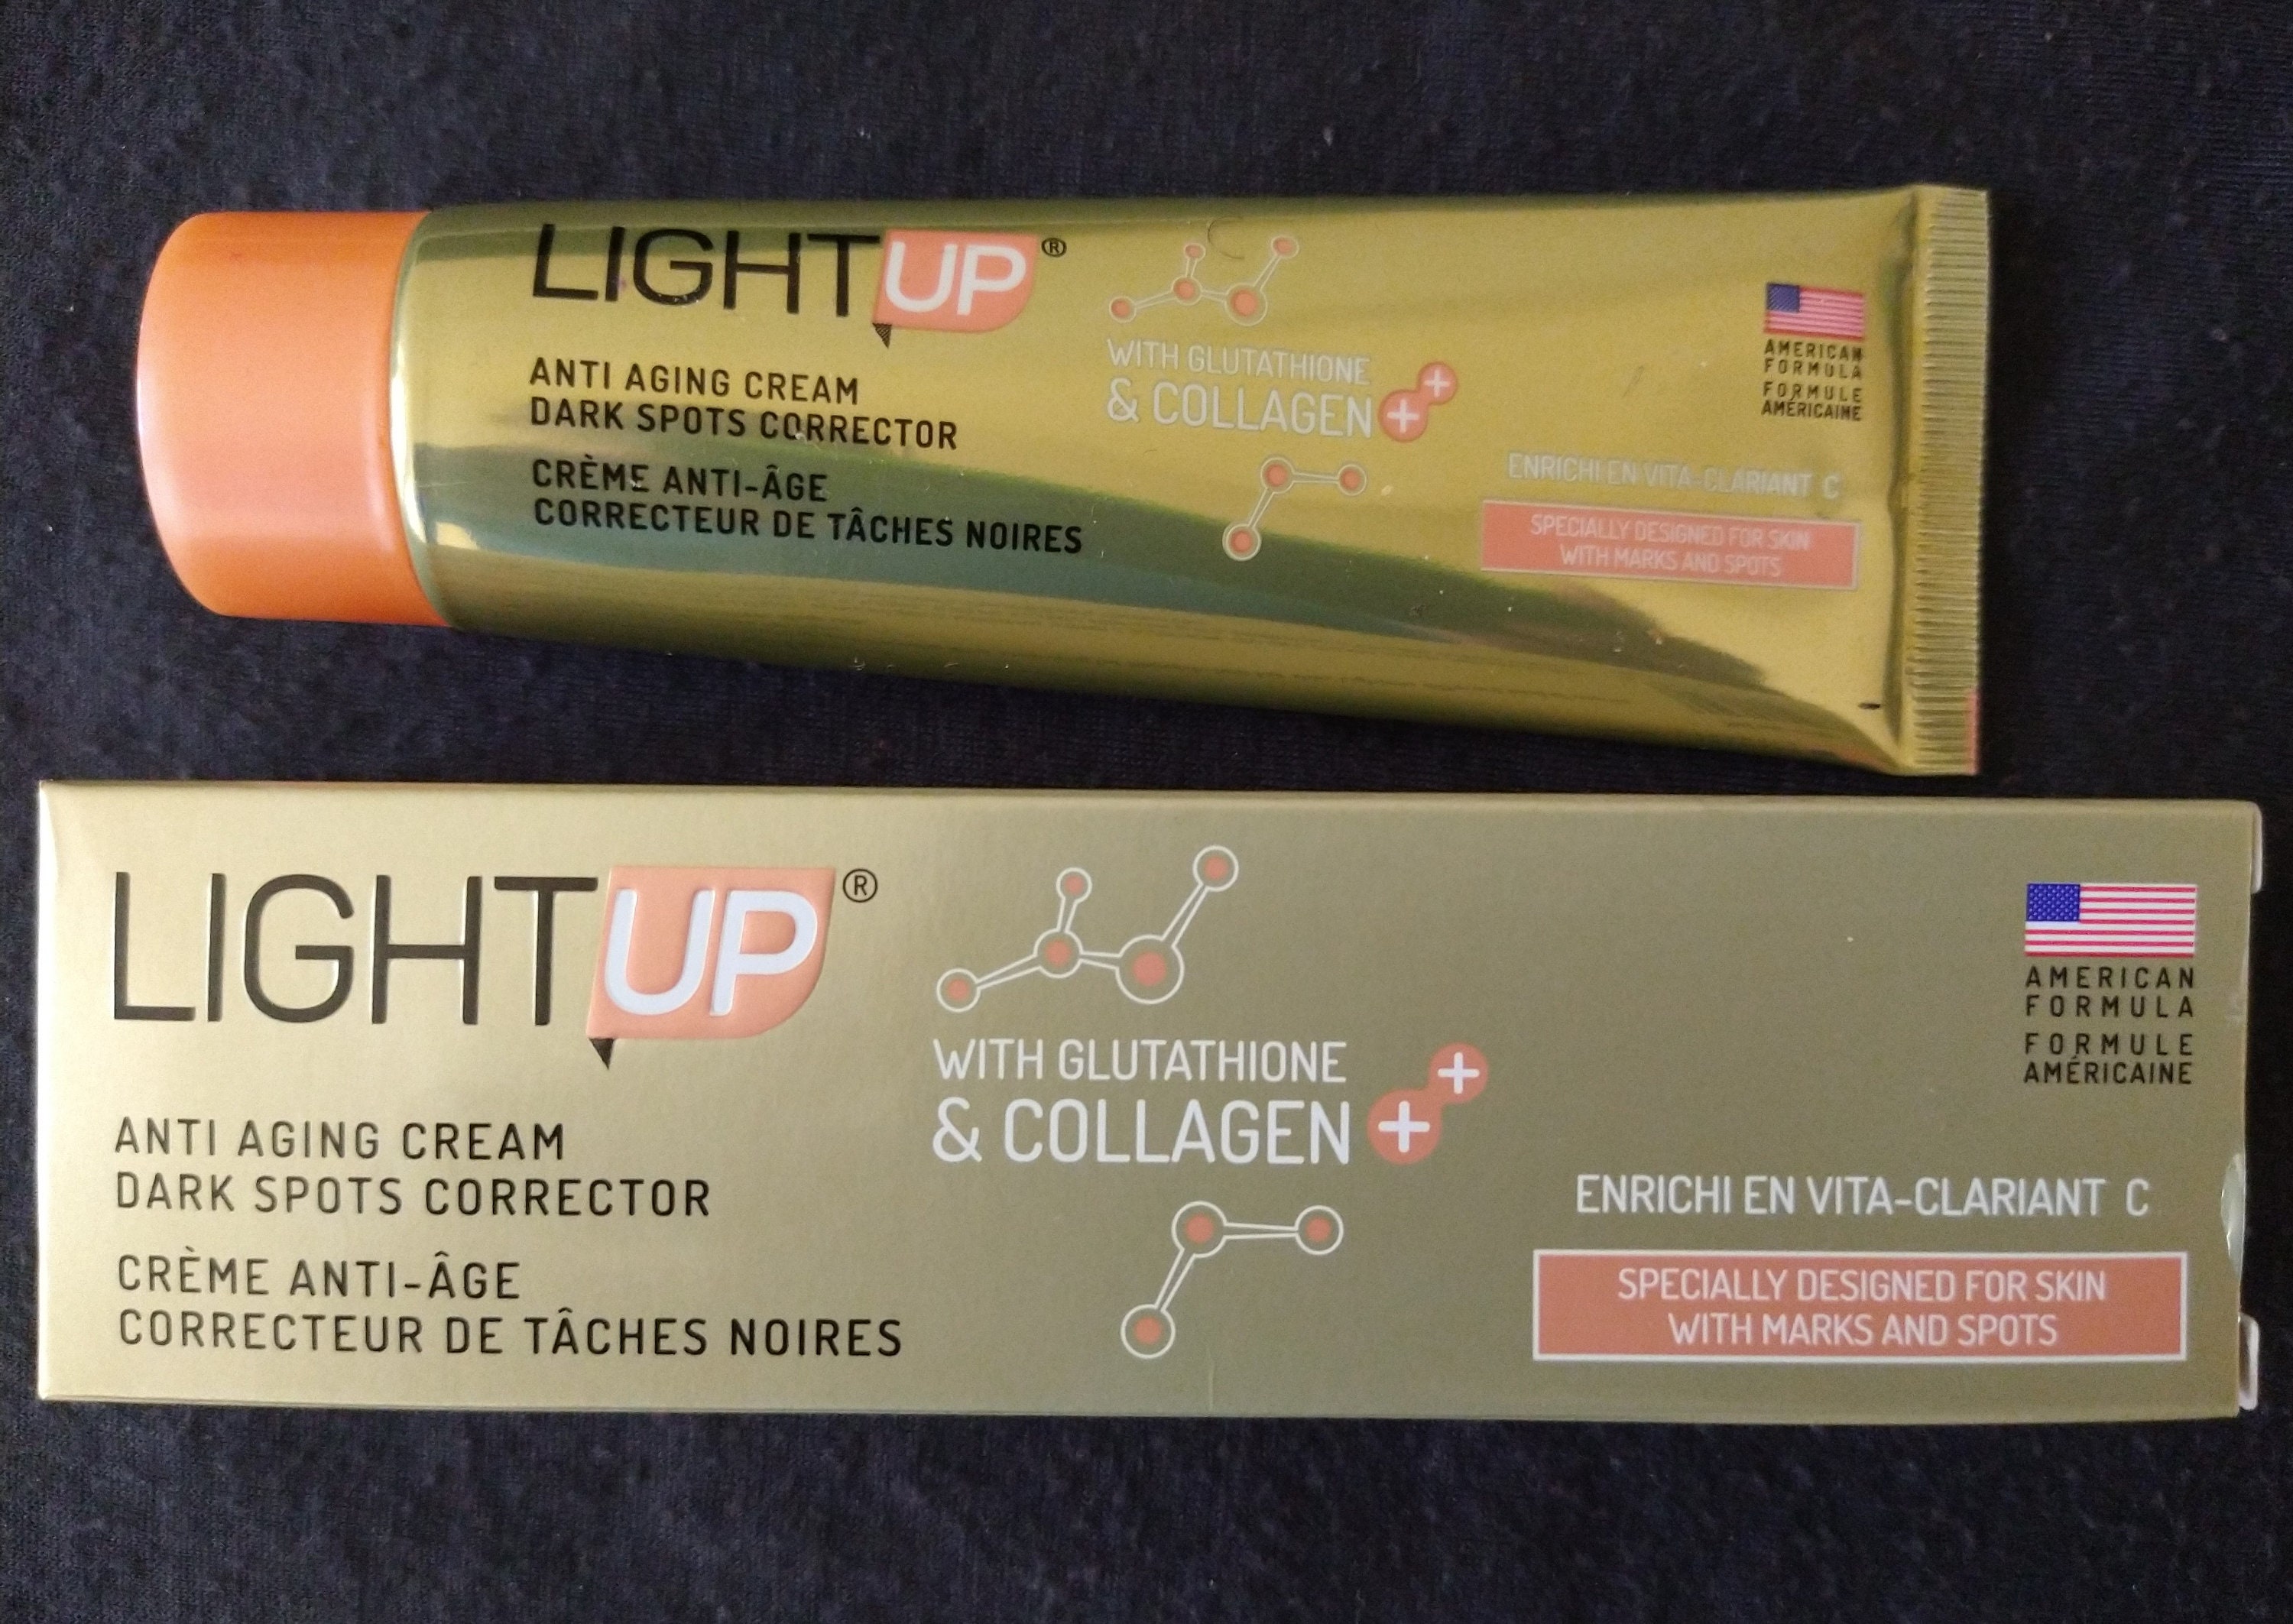 LIGHTUP®
ANTI AGING CREAM
DARK SPOTS CORRECTOR
CRÈME ANTI-ÂGE
CORRECTEUR DE TÂCHES NOIRES
WITH GLUTATHIONE
& COLLAGEN ++
AMERICAN
FORMULA
FORMULE
AMÉRICAINE
ENRICHI EN VITA-CLARIANT C
SPECIALLY DESIGNED FOR SKIN
WITH MARKS AND SPOTS
LIGHTUP®
ANTI AGING CREAM
DARK SPOTS CORRECTOR
CRÈME ANTI-ÂGE
CORRECTEUR DE TÂCHES NOIRES
WITH GLUTATHIONE
& COLLAGEN ++
AMERICAN
FORMULA
FORMULE
AMÉRICAINE
ENRICHI EN VITA-CLARIANT C
SPECIALLY DESIGNED FOR SKIN
WITH MARKS AND SPOTS